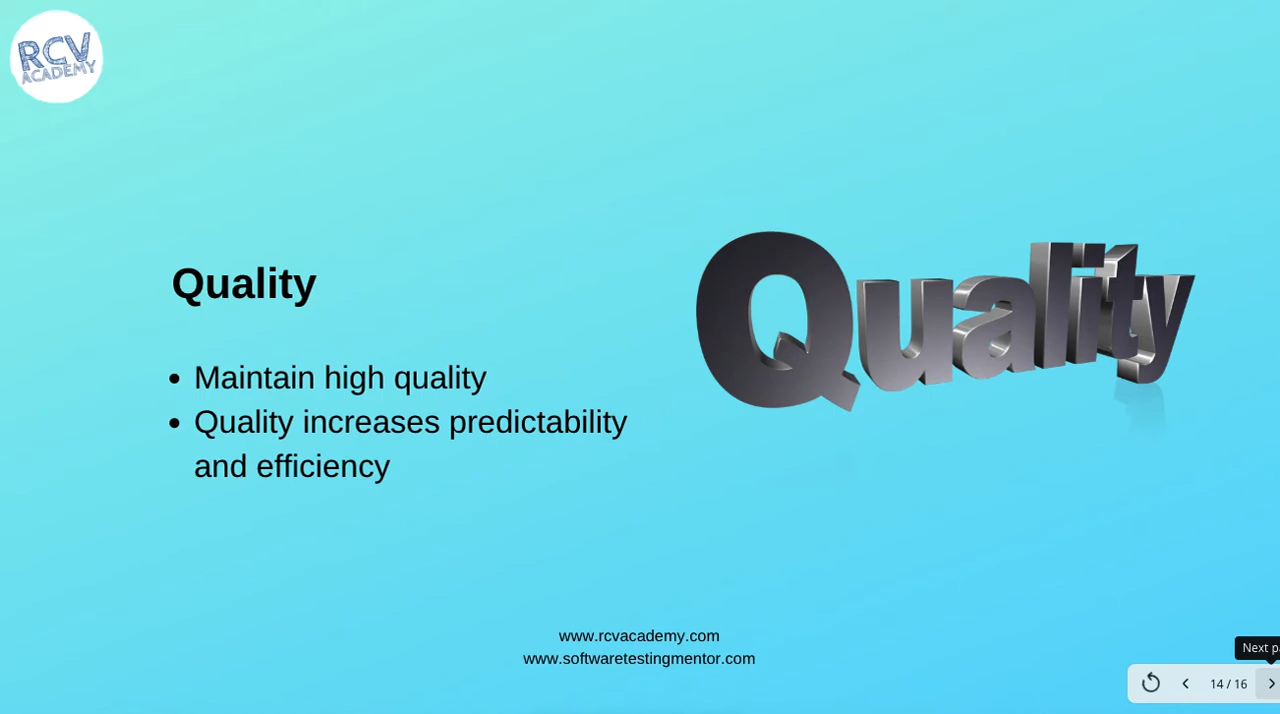 RCV
ACADEMY
Quality
Quality
• Maintain high quality
• Quality increases predictability
and efficiency
www.rcvacademy.com
www.softwaretestingmentor.com
Next
14 / 16